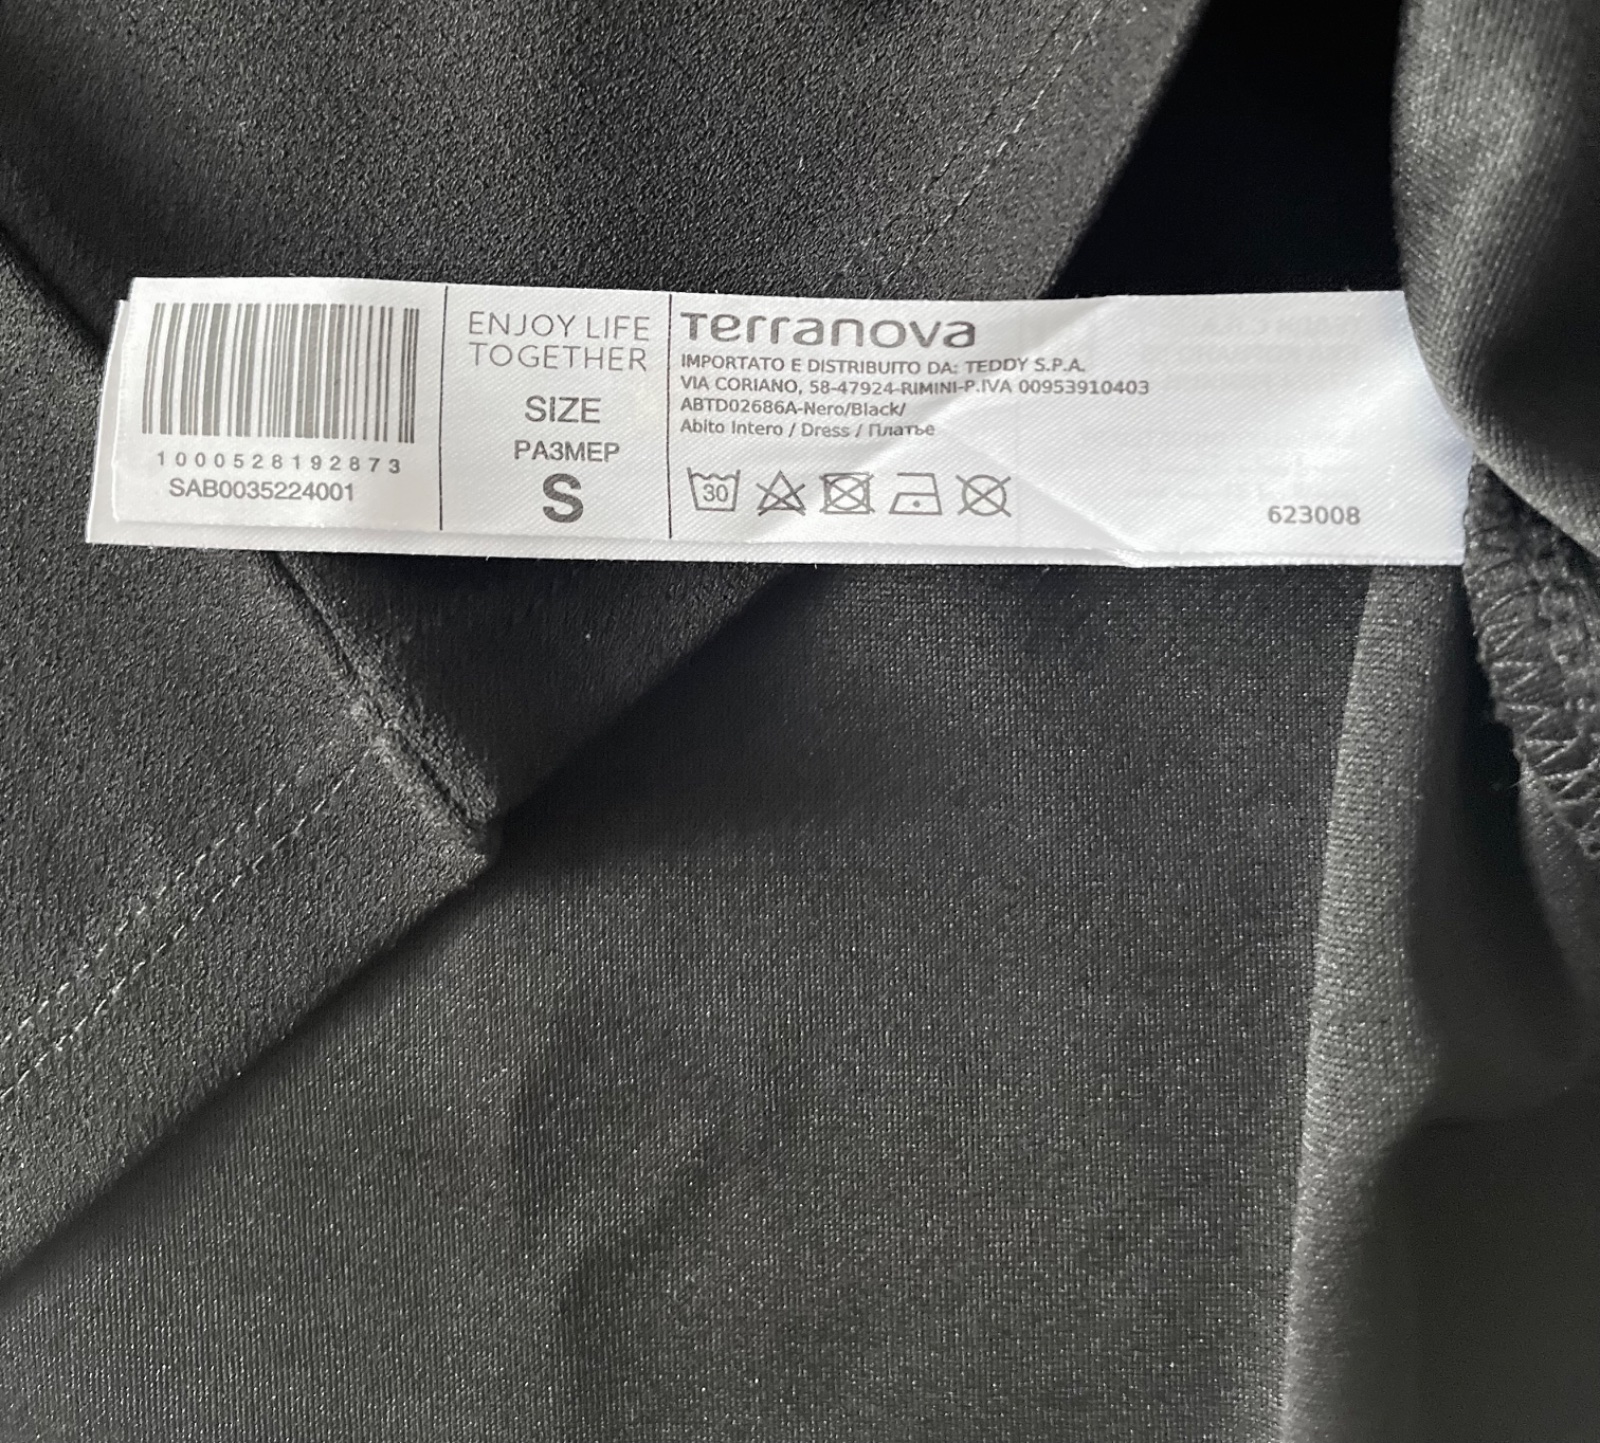 1000528192873
SAB0035224001
ENJOY LIFE
TOGETHER
SIZE
РАЗМЕР
S
Terranova
IMPORTATO E DISTRIBUITO DA: TEDDY S.P.A.
VIA CORIANO, 58-47924-RIMINI-P.IVA 00953910403
ABTD02686A-Nero/Black/
Abito Intero / Dress / Платье
30
623008